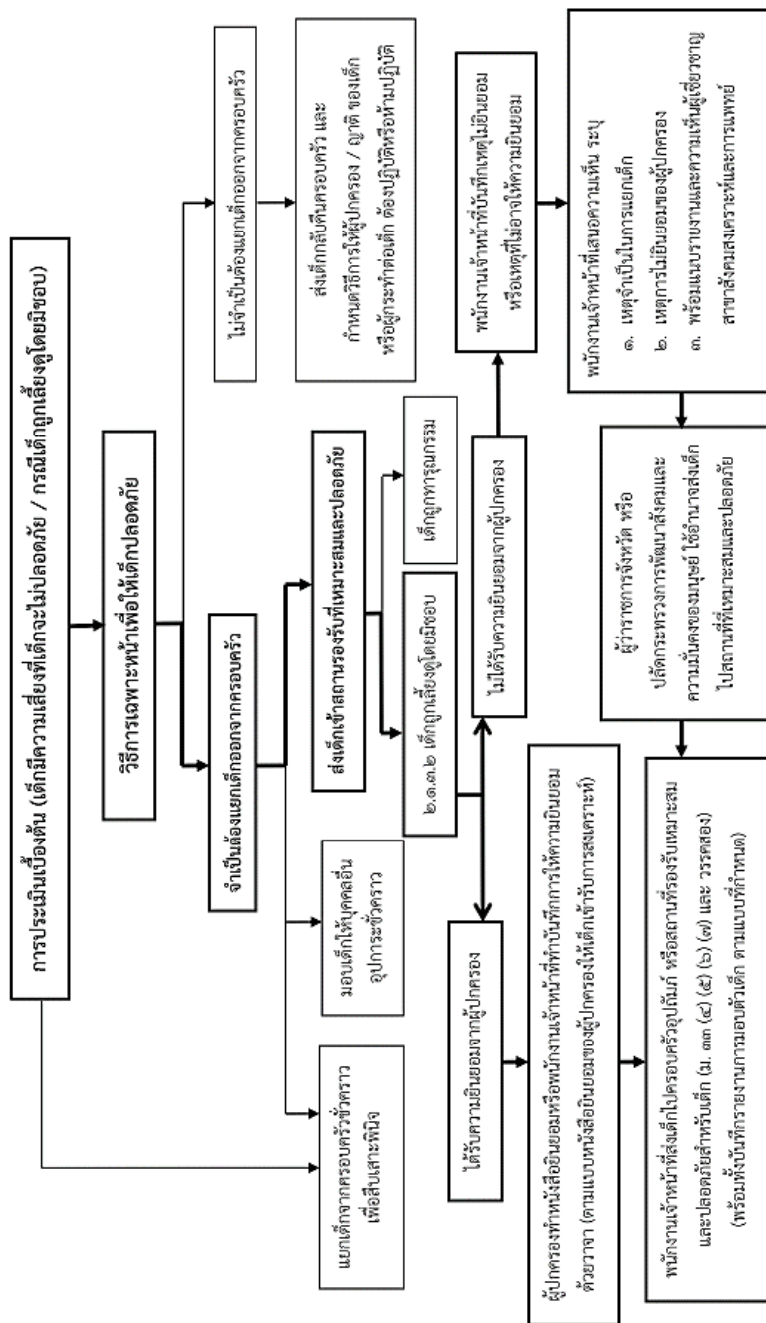 การประเมินเบื้องต้น (เด็กมีความเสี่ยงที่เด็กจะไม่ปลอดภัย / กรณีเด็กถูกเลี้ยงดูโดยมิชอบ)
วิธีการเฉพาะหน้าเพื่อให้เด็กปลอดภัย
จำเป็นต้องแยกเด็กออกจากครอบครัว
ไม่จำเป็นต้องแยกเด็กออกจากครอบครัว
แยกเด็กจากครอบครัวชั่วคราว
เพื่อสืบเสาะพินิจ
มอบเด็กให้บุคคลอื่น
อุปการะชั่วคราว
ส่งเด็กเข้าสถานรองรับที่เหมาะสมและปลอดภัย
ส่งเด็กกลับคืนครอบครัว และ
กำหนดวิธีการให้ผู้ปกครอง / ญาติ ของเด็ก
หรือผู้กระทำต่อเด็ก ต้องปฏิบัติหรือห้ามปฏิบัติ
๒.๑.๓.๒ เด็กถูกเลี้ยงดูโดยมิชอบ
เด็กถูกทารุณกรรม
ได้รับความยินยอมจากผู้ปกครอง
ไม่ได้รับความยินยอมจากผู้ปกครอง
พนักงานเจ้าหน้าที่บันทึกเหตุไม่ยินยอม
หรือเหตุที่ไม่อาจให้ความยินยอม
ผู้ปกครองทำหนังสือยินยอมหรือพนักงานเจ้าหน้าที่ทำบันทึกการให้ความยินยอม
ด้วยวาจา (ตามแบบหนังสือยินยอมของผู้ปกครองให้เด็กเข้ารับการสงเคราะห์)
พนักงานเจ้าหน้าที่เสนอความเห็น ระบุ
๑. เหตุจำเป็นในการแยกเด็ก
๒. เหตุการไม่ยินยอมของผู้ปกครอง
๓. พร้อมแนบรายงานและความเห็นผู้เชี่ยวชาญ
สาขาสังคมสงเคราะห์และการแพทย์
ผู้ว่าราชการจังหวัด หรือ
ปลัดกระทรวงการพัฒนาสังคมและ
ความมั่นคงของมนุษย์ ใช้อำนาจส่งเด็ก
ไปสถานที่ที่เหมาะสมและปลอดภัย
พนักงานเจ้าหน้าที่ส่งเด็กไปครอบครัวอุปถัมภ์ หรือสถานที่รองรับเหมาะสม
และปลอดภัยสำหรับเด็ก (ม. ๓๓ (๔) (๕) (๖) (๗) และ วรรคสอง)
(พร้อมทั้งบันทึกรายงานการมอบตัวเด็ก ตามแบบที่กำหนด)